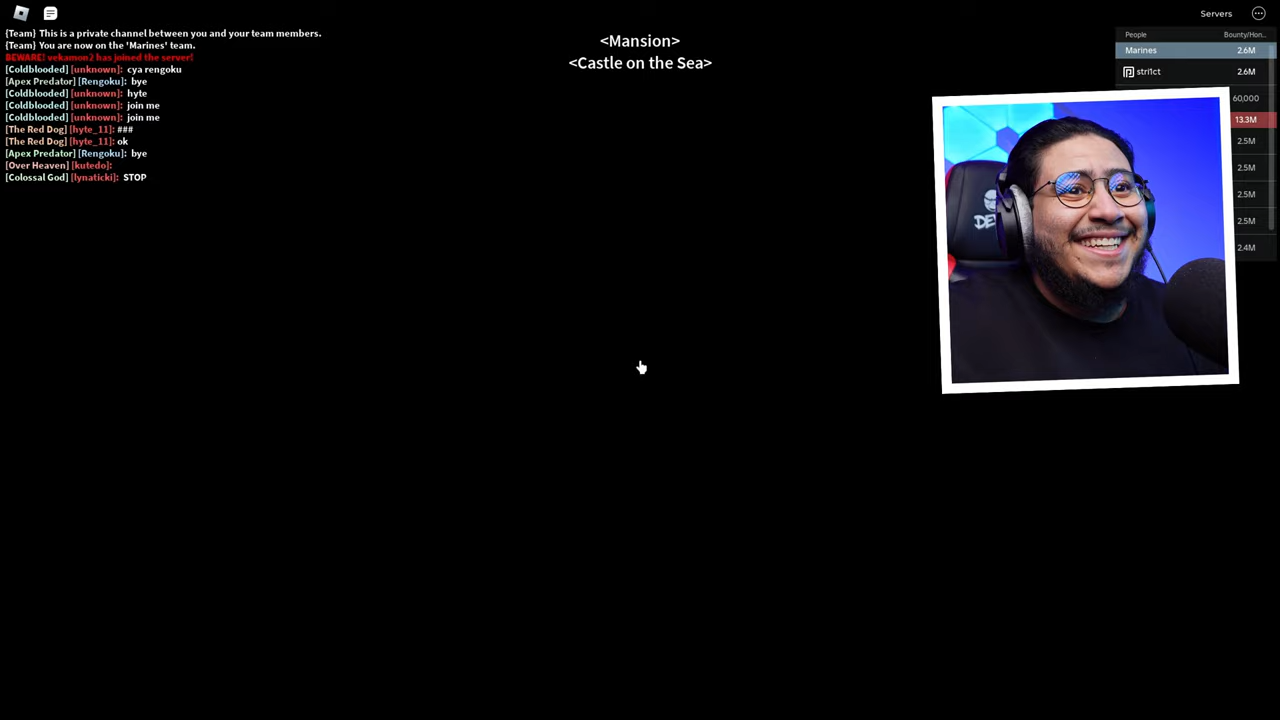 Servers
{Team} This is a private channel between you and your team members.
{Team} You are now on the 'Marines' team.
BEWARE! vekamon2 has joined the server!
[Coldblooded] [unknown]: cya rengoku
[Apex Predator] [Rengoku]: bye
[Coldblooded] [unknown]: hyte
[Coldblooded] [unknown]: join me
[Coldblooded] [unknown]: join me
[The Red Dog] [hyte_11]: ###
[The Red Dog] [hyte_11]: ok
[Apex Predator] [Rengoku]: bye
[Over Heaven] [kutedo]:
[Colossal God] [lynaticki]: STOP
<Mansion>
<Castle on the Sea>
People Bounty/Hon...
Marines 2.6M
stri1ct 2.6M
60,000
13.3M
2.5M
2.5M
2.5M
2.5M
2.4M